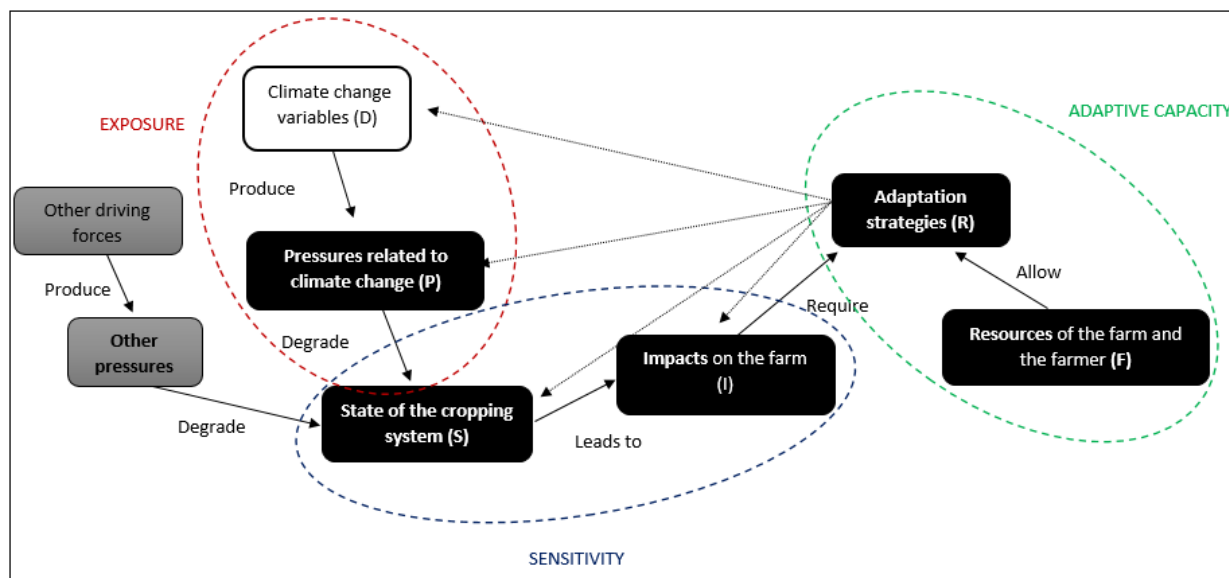 Climate change
variables (D)
EXPOSURE
ADAPTIVE CAPACITY
Produce
Other driving
forces
Adaptation
strategies (R)
Pressures related to
climate change (P)
Allow
Produce
Require
Degrade
Other
pressures
Impacts on the farm
(I)
Resources of the farm and
the farmer (F)
State of the cropping
system (S)
Degrade
Leads to
SENSITIVITY